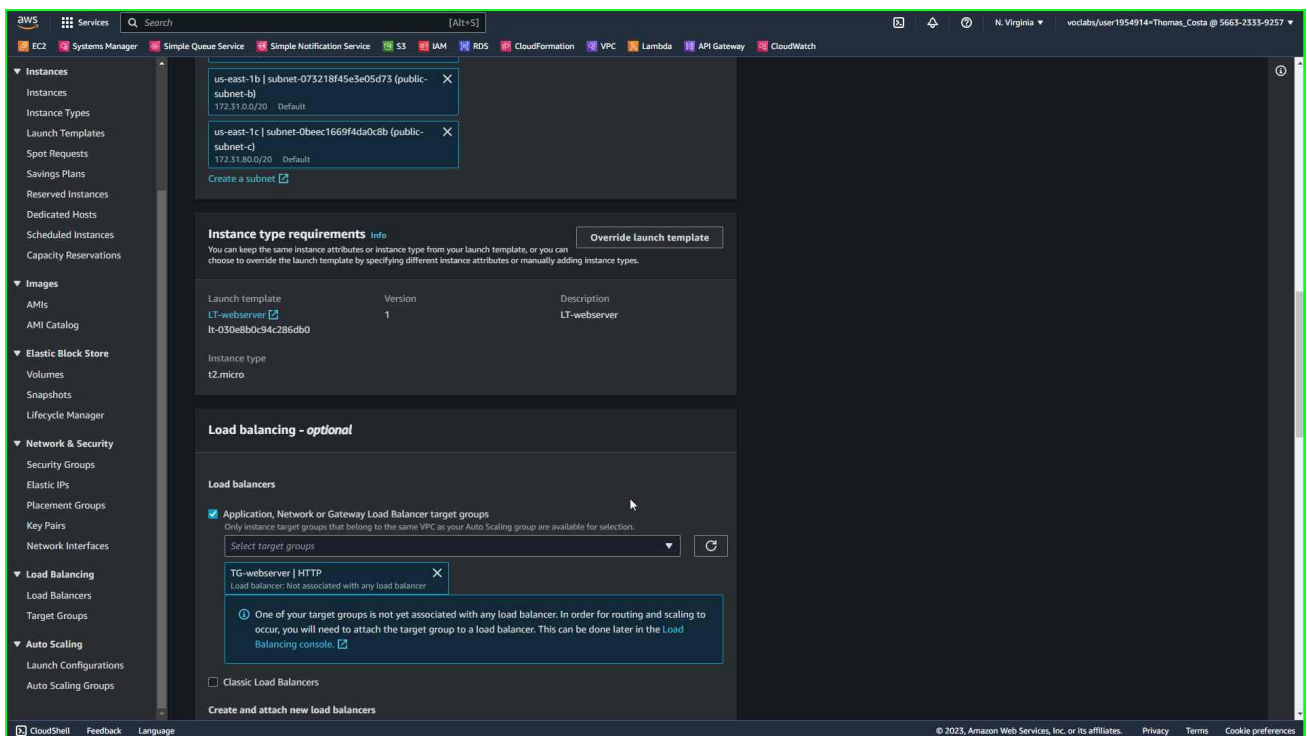 aws
Services
Search
[Alt+S]
N. Virginia
voclabs/user1954914=Thomas_Costa @ 5663-2333-9257
EC2
Systems Manager
Simple Queue Service
Simple Notification Service
S3
IAM
RDS
CloudFormation
VPC
Lambda
API Gateway
CloudWatch
Instances
Instances
Instance Types
Launch Templates
Spot Requests
Savings Plans
Reserved Instances
Dedicated Hosts
Scheduled Instances
Capacity Reservations
Images
AMIs
AMI Catalog
Elastic Block Store
Volumes
Snapshots
Lifecycle Manager
Network & Security
Security Groups
Elastic IPs
Placement Groups
Key Pairs
Network Interfaces
Load Balancing
Load Balancers
Target Groups
Auto Scaling
Launch Configurations
Auto Scaling Groups
us-east-1b | subnet-073218f45e3e05d73 (public-
subnet-b)
172.31.0.0/20 Default
us-east-1c | subnet-0beec1669f4da0c8b (public-
subnet-c)
172.31.80.0/20 Default
Create a subnet
Instance type requirements Info
You can keep the same instance attributes or instance type from your launch template, or you can
choose to override the launch template by specifying different instance attributes or manually adding instance types.
Override launch template
Launch template
LT-webserver
lt-030e8b0c94c286db0
Version
1
Description
LT-webserver
Instance type
t2.micro
Load balancing - optional
Load balancers
Application, Network or Gateway Load Balancer target groups
Only instance target groups that belong to the same VPC as your Auto Scaling group are available for selection.
Select target groups
TG-webserver | HTTP
Load balancer: Not associated with any load balancer
One of your target groups is not yet associated with any load balancer. In order for routing and scaling to
occur, you will need to attach the target group to a load balancer. This can be done later in the Load
Balancing console.
Classic Load Balancers
Create and attach new load balancers
CloudShell
Feedback
Language
© 2023, Amazon Web Services, Inc. or its affiliates.
Privacy
Terms
Cookie preferences